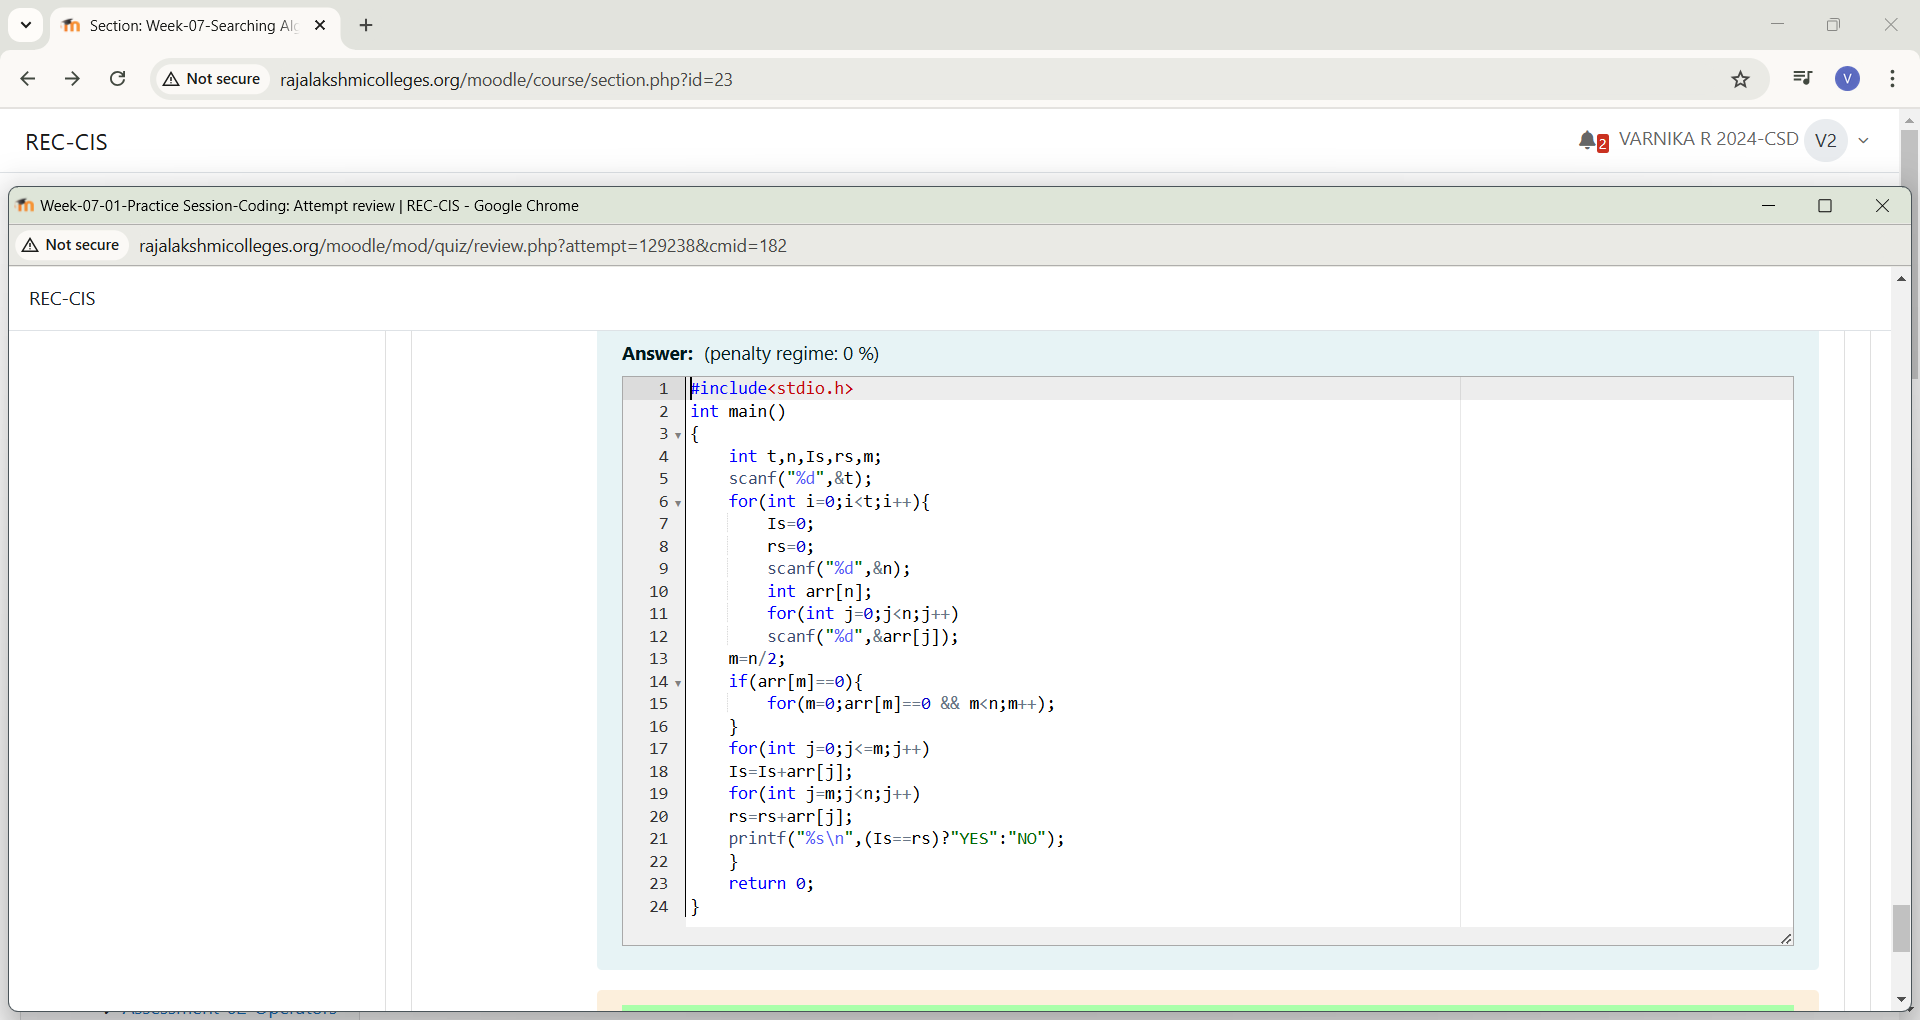 Section: Week-07-Searching Alg
Not secure rajalakshmicolleges.org/moodle/course/section.php?id=23
V
REC-CIS
2 VARNIKA R 2024-CSD V2
Week-07-01-Practice Session-Coding: Attempt review | REC-CIS - Google Chrome
Not secure rajalakshmicolleges.org/moodle/mod/quiz/review.php?attempt=129238&cmid=182
REC-CIS
Answer: (penalty regime: 0 %)
1 #include<stdio.h>
2 int main()
3 {
4 int t,n,Is,rs,m;
5 scanf("%d",&t);
6 for(int i=0;i<t;i++){
7 Is=0;
8 rs=0;
9 scanf("%d",&n);
10 int arr[n];
11 for(int j=0;j<n;j++)
12 scanf("%d",&arr[j]);
13 m=n/2;
14 if(arr[m]==0){
15 for(m=0;arr[m]==0 && m<n;m++);
16 }
17 for(int j=0;j<=m;j++)
18 Is=Is+arr[j];
19 for(int j=m;j<n;j++)
20 rs=rs+arr[j];
21 printf("%s\n",(Is==rs)?"YES":"NO");
22 }
23 return 0;
24 }